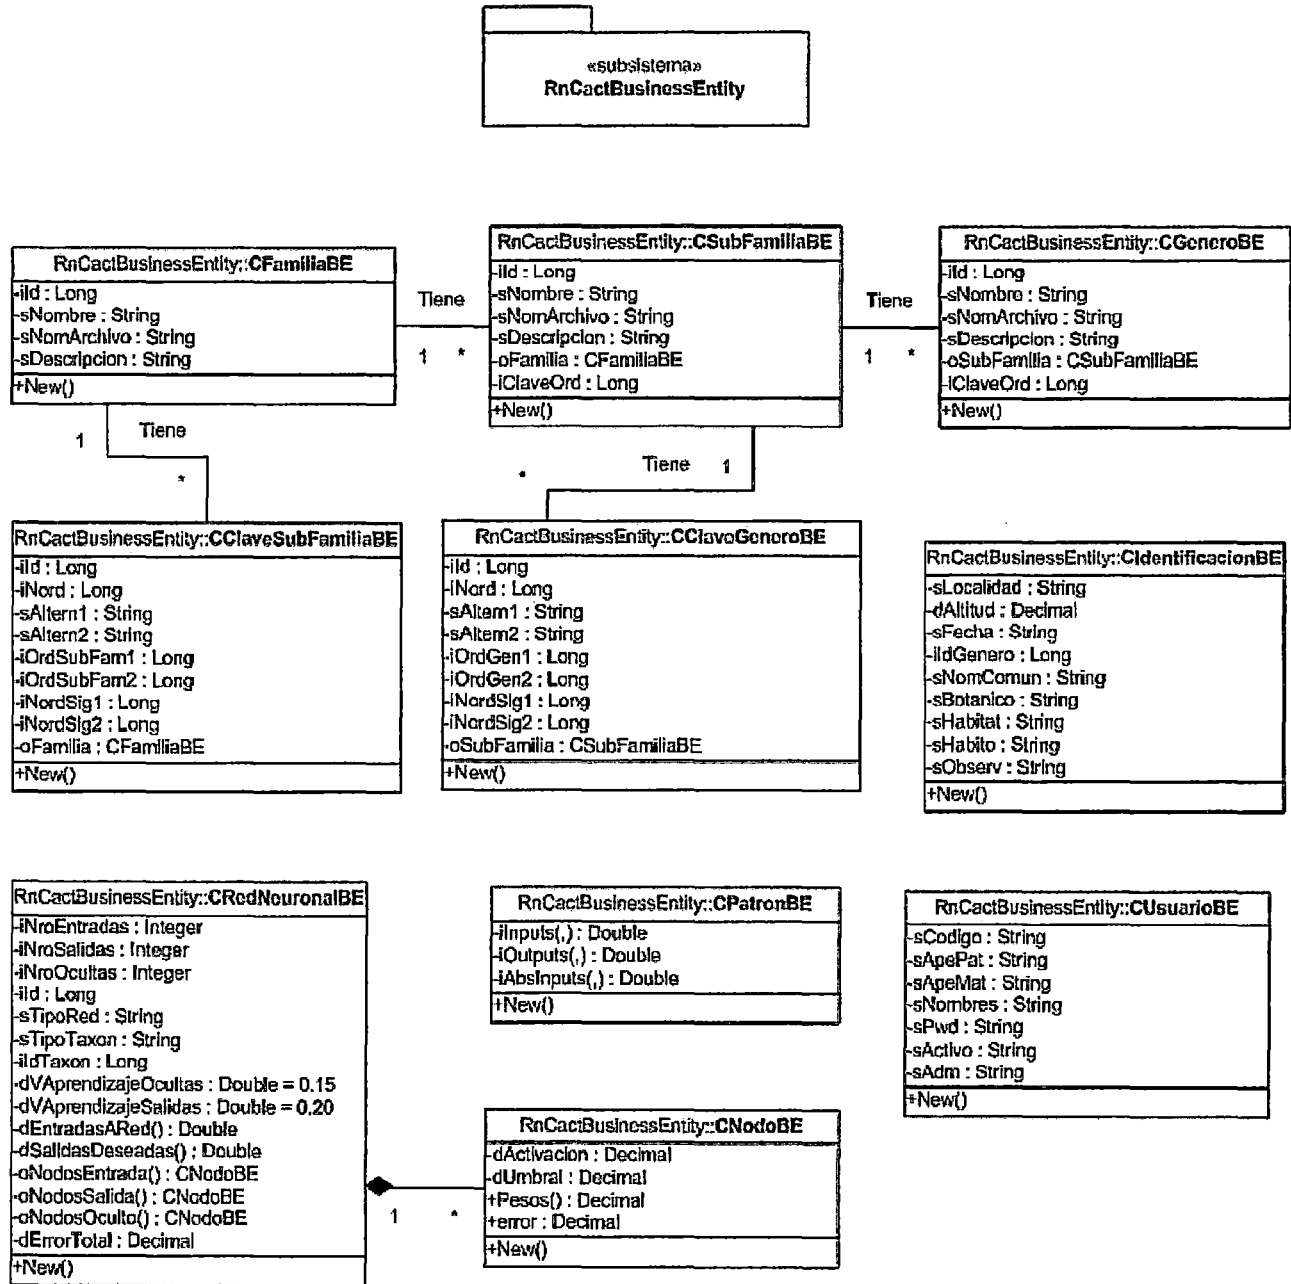 «subsistema»
RnCactBusinessEntity
RnCactBusinessEntity::CFamiliaBE
-iId : Long
-sNombre : String
-sNomArchivo : String
-sDescripcion : String
+New()
Tiene
1
*
RnCactBusinessEntity::CSubFamiliaBE
-iId : Long
-sNombre : String
-sNomArchivo : String
-sDescripcion : String
-oFamilia : CFamiliaBE
-iClaveOrd : Long
+New()
Tiene
1
*
RnCactBusinessEntity::CGeneroBE
-iId : Long
-sNombre : String
-sNomArchivo : String
-sDescripcion : String
-oSubFamilia : CSubFamiliaBE
-iClaveOrd : Long
+New()
1
Tiene
*
*
Tiene
1
RnCactBusinessEntity::CClaveSubFamiliaBE
-iId : Long
-iNord : Long
-sAltern1 : String
-sAltern2 : String
-iOrdSubFam1 : Long
-iOrdSubFam2 : Long
-iNordSig1 : Long
-iNordSig2 : Long
-oFamilia : CFamiliaBE
+New()
RnCactBusinessEntity::CClaveGeneroBE
-iId : Long
-iNord : Long
-sAltern1 : String
-sAltern2 : String
-iOrdGen1 : Long
-iOrdGen2 : Long
-iNordSig1 : Long
-iNordSig2 : Long
-oSubFamilia : CSubFamiliaBE
+New()
RnCactBusinessEntity::CIdentificacionBE
-sLocalidad : String
-dAltitud : Decimal
-sFecha : String
-iIdGenero : Long
-sNomComun : String
-sBotanico : String
-sHabitat : String
-sHabito : String
-sObserv : String
+New()
RnCactBusinessEntity::CRedNeuronalBE
-iNroEntradas : Integer
-iNroSalidas : Integer
-iNroOcultas : Integer
-iId : Long
-sTipoRed : String
-sTipoTaxon : String
-iIdTaxon : Long
-dVAprendizajeOcultas : Double = 0.15
-dVAprendizajeSalidas : Double = 0.20
-dEntradasARed() : Double
-dSalidasDeseadas() : Double
-oNodosEntrada() : CNodoBE
-oNodosSalida() : CNodoBE
-oNodosOculto() : CNodoBE
-dErrorTotal : Decimal
+New()
1
*
RnCactBusinessEntity::CPatronBE
-iInputs(,) : Double
-iOutputs(,) : Double
-iAbsInputs(,) : Double
+New()
RnCactBusinessEntity::CNodoBE
-dActivacion : Decimal
-dUmbral : Decimal
+Pesos() : Decimal
+error : Decimal
+New()
RnCactBusinessEntity::CUsuarioBE
-sCodigo : String
-sApePat : String
-sApeMat : String
-sNombres : String
-sPwd : String
-sActivo : String
-sAdm : String
+New()